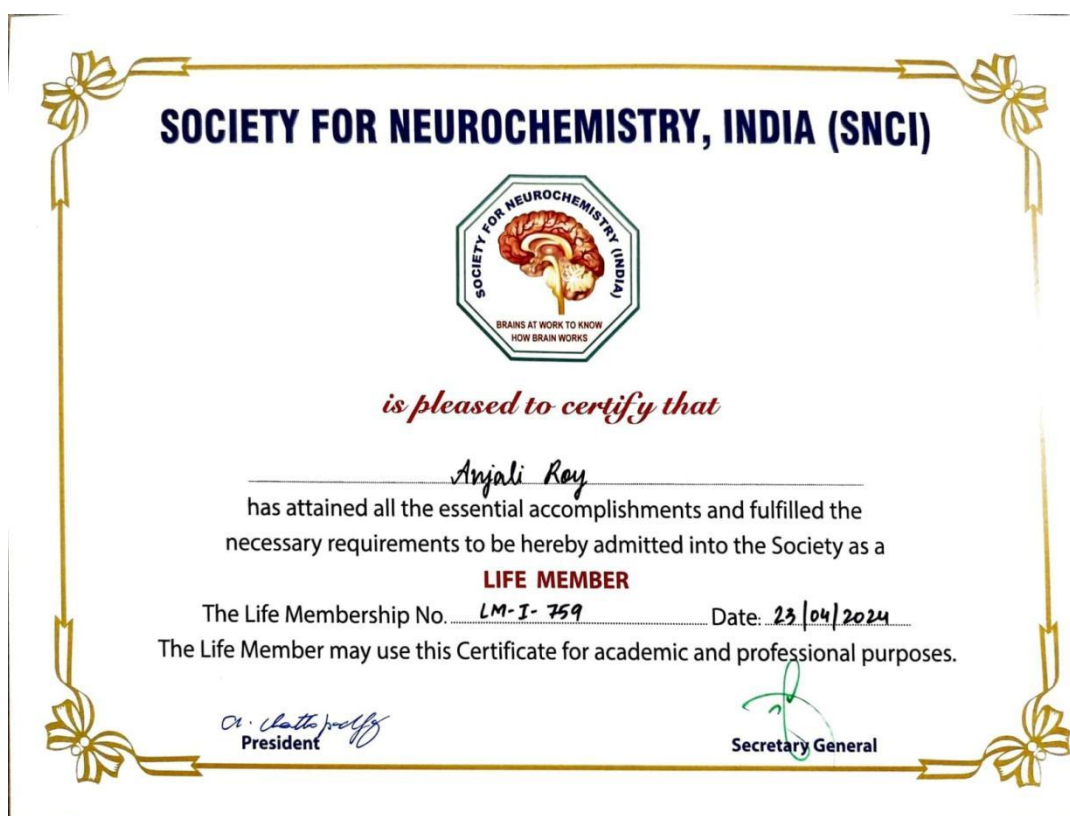 SOCIETY FOR NEUROCHEMISTRY, INDIA (SNCI)
SOCIETY FOR NEUROCHEMISTRY (INDIA)
BRAINS AT WORK TO KNOW
HOW BRAIN WORKS
is pleased to certify that
Anjali Roy
has attained all the essential accomplishments and fulfilled the
necessary requirements to be hereby admitted into the Society as a
LIFE MEMBER
The Life Membership No. LM-I-759 Date: 23/04/2024
The Life Member may use this Certificate for academic and professional purposes.
President
Secretary General